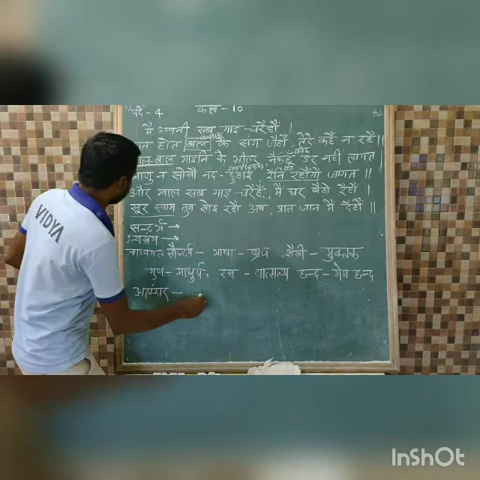 पद - 4 कक्षा - 10
मैं अपनी सब गाइ चरैहौं ।
होत बल के संग जैहौं तेरे कहैं न रैहौं ॥
ग्वाल बाल गाइनि के भीतर नैंकहुँ डर नहिं लागत
आजु न सोवौं नंद - दुहाई रैनि रहौंगो जागत ।
और ग्वाल सब गाइ चरैहैं, मैं घर बैठो रैहौं ।
सूर स्याम तुम सोइ रहौ अब, प्रात जान मैं दैहौं ॥
सन्दर्भ →
प्रसंग →
काव्यगत सौन्दर्य - भाषा - ब्रज शैली - मुक्तक
गुण - माधुर्य रस - वात्सल्य छन्द - गेय छन्द
अलंकार -
VIDYA
InShOt